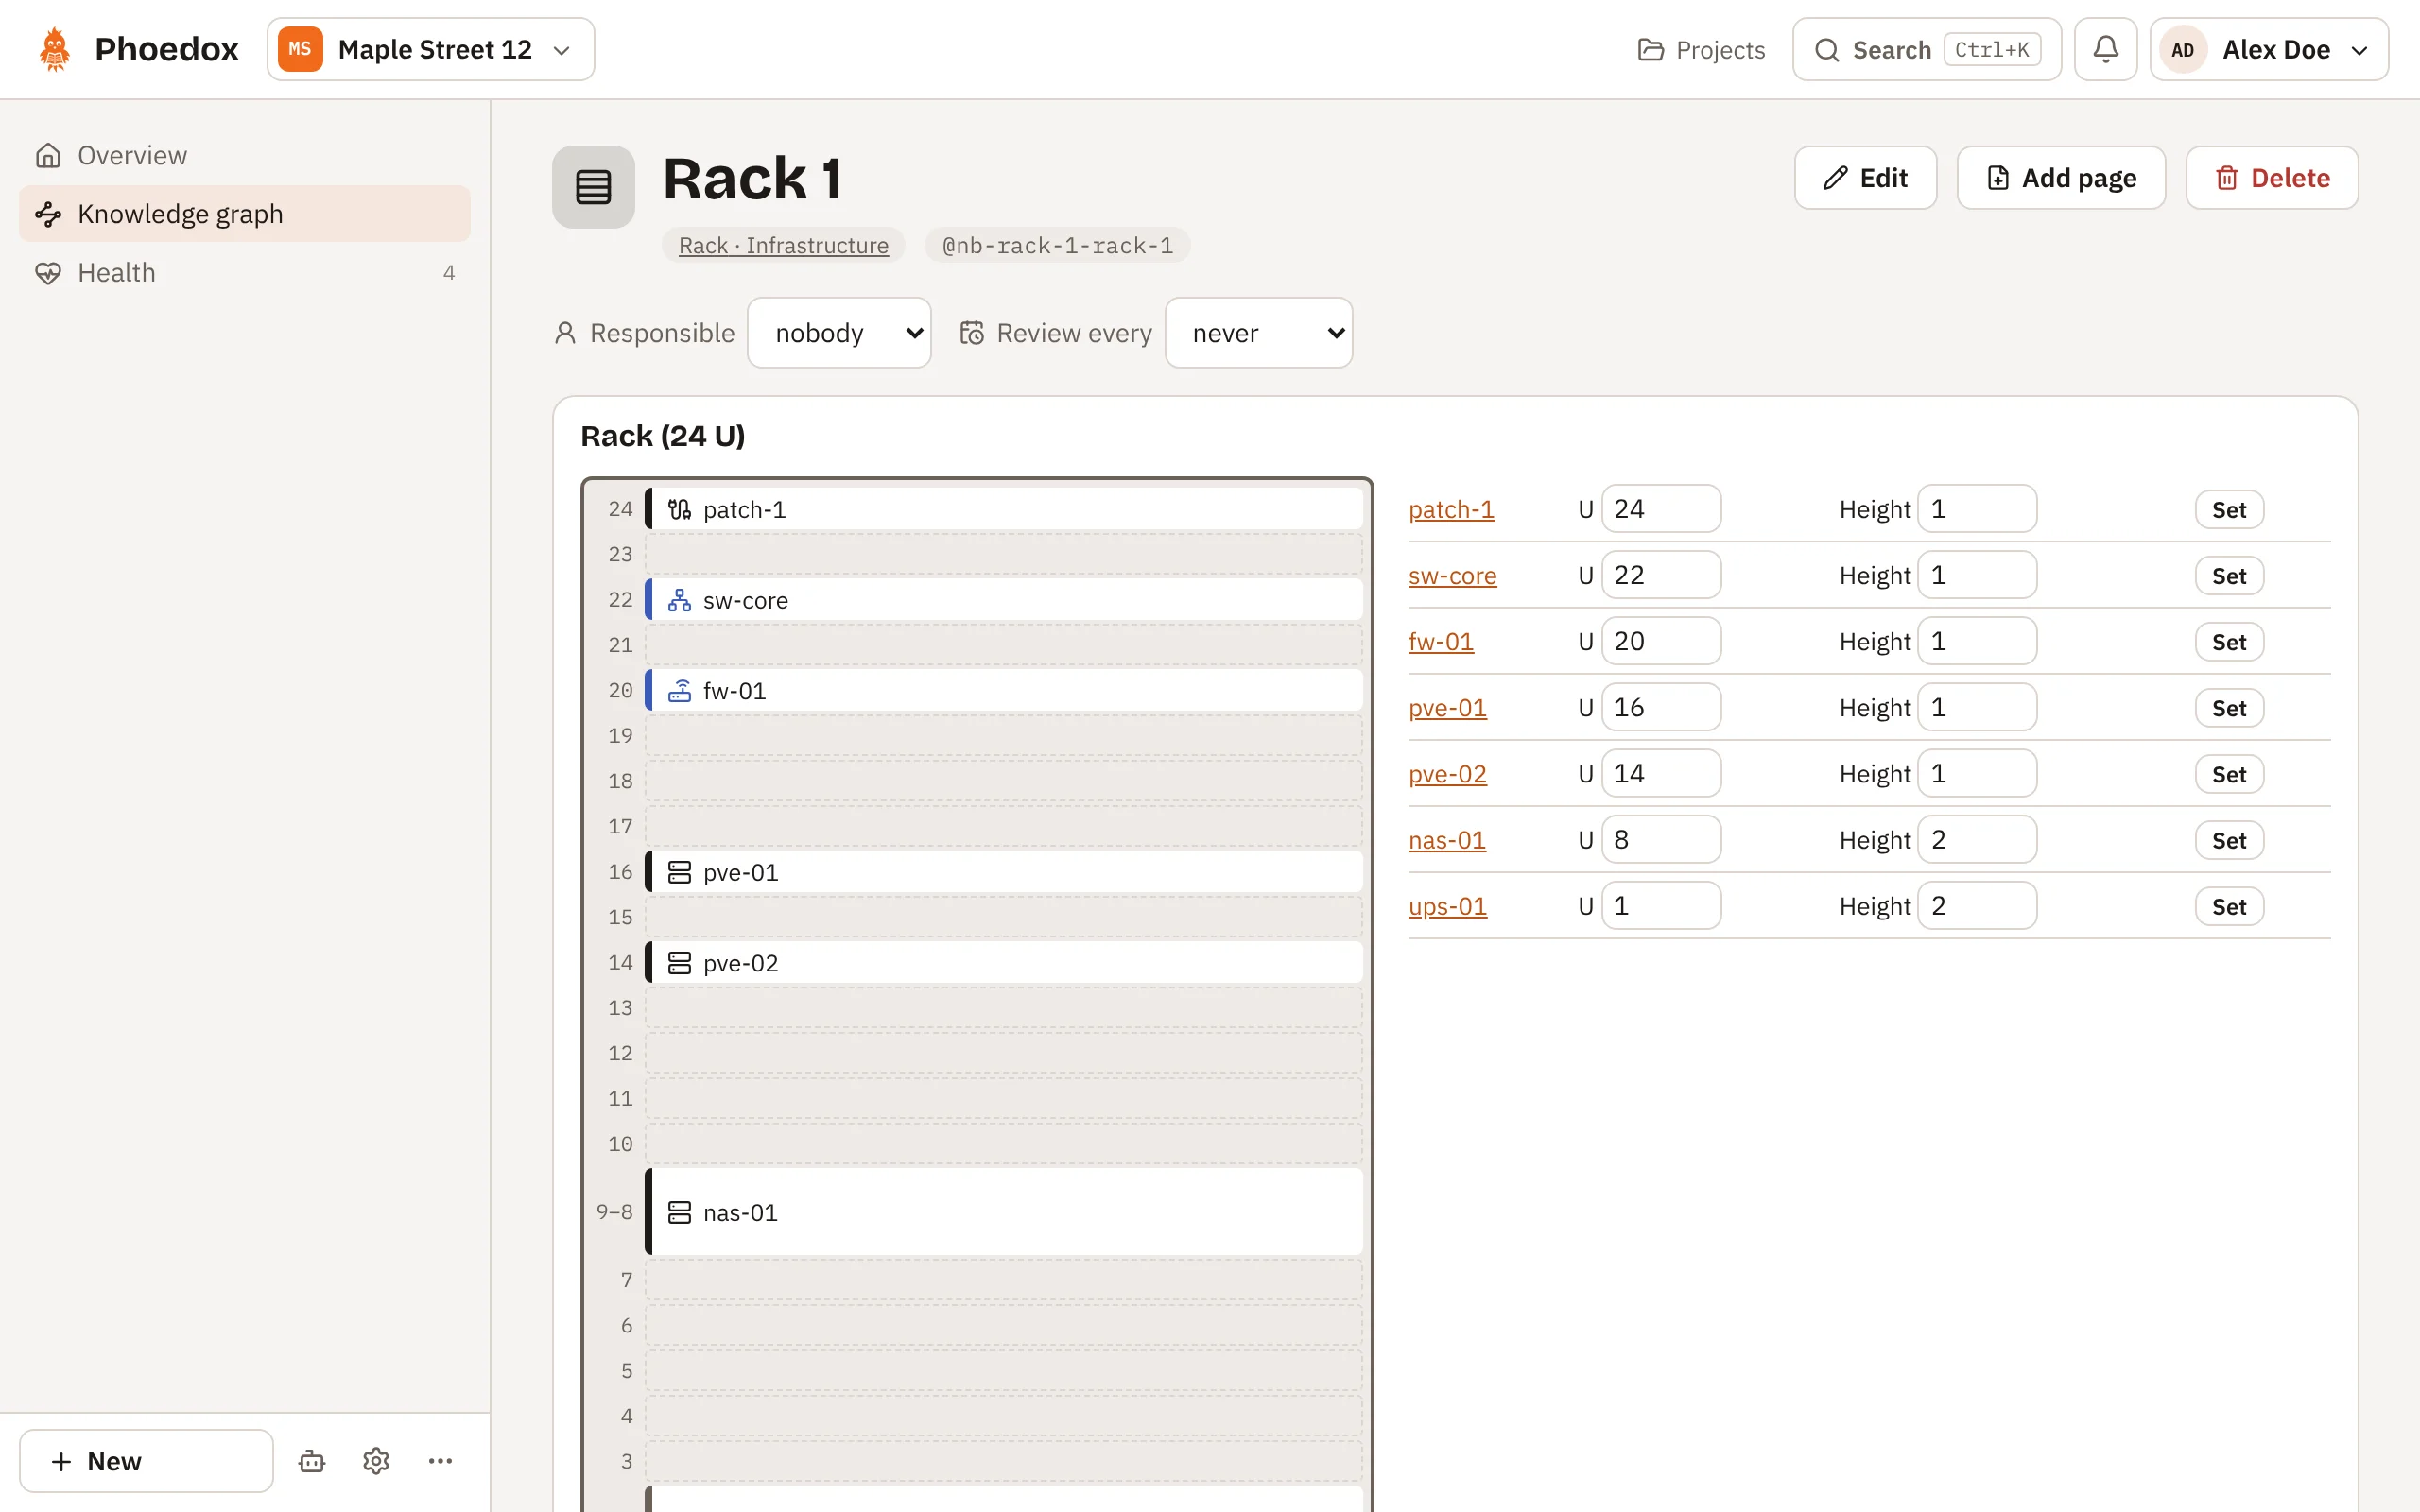 Phoedox
MS Maple Street 12
Projects
Search Ctrl+K
AD Alex Doe
Overview
Knowledge graph
Health 4
Rack 1
Edit
Add page
Delete
Rack · Infrastructure
@nb-rack-1-rack-1
Responsible nobody
Review every never
Rack (24 U)
24 patch-1
23
22 sw-core
21
20 fw-01
19
18
17
16 pve-01
15
14 pve-02
13
12
11
10
9–8 nas-01
7
6
5
4
3
patch-1 U 24 Height 1 Set
sw-core U 22 Height 1 Set
fw-01 U 20 Height 1 Set
pve-01 U 16 Height 1 Set
pve-02 U 14 Height 1 Set
nas-01 U 8 Height 2 Set
ups-01 U 1 Height 2 Set
New